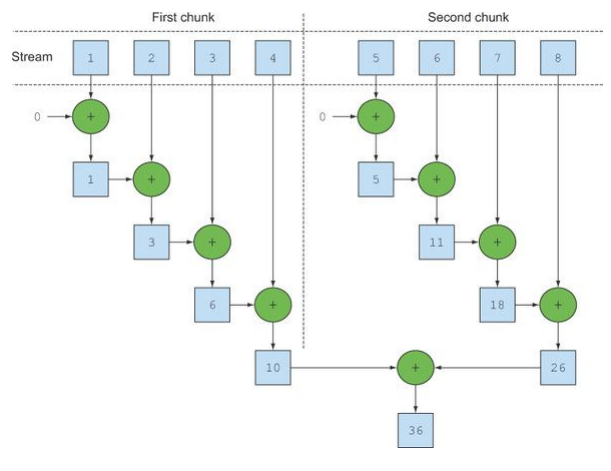 First chunk Second chunk
Stream 1 2 3 4 5 6 7 8
0 + 0 +
1 + 5 +
3 + 11 +
6 + 18 +
10 + 26
36